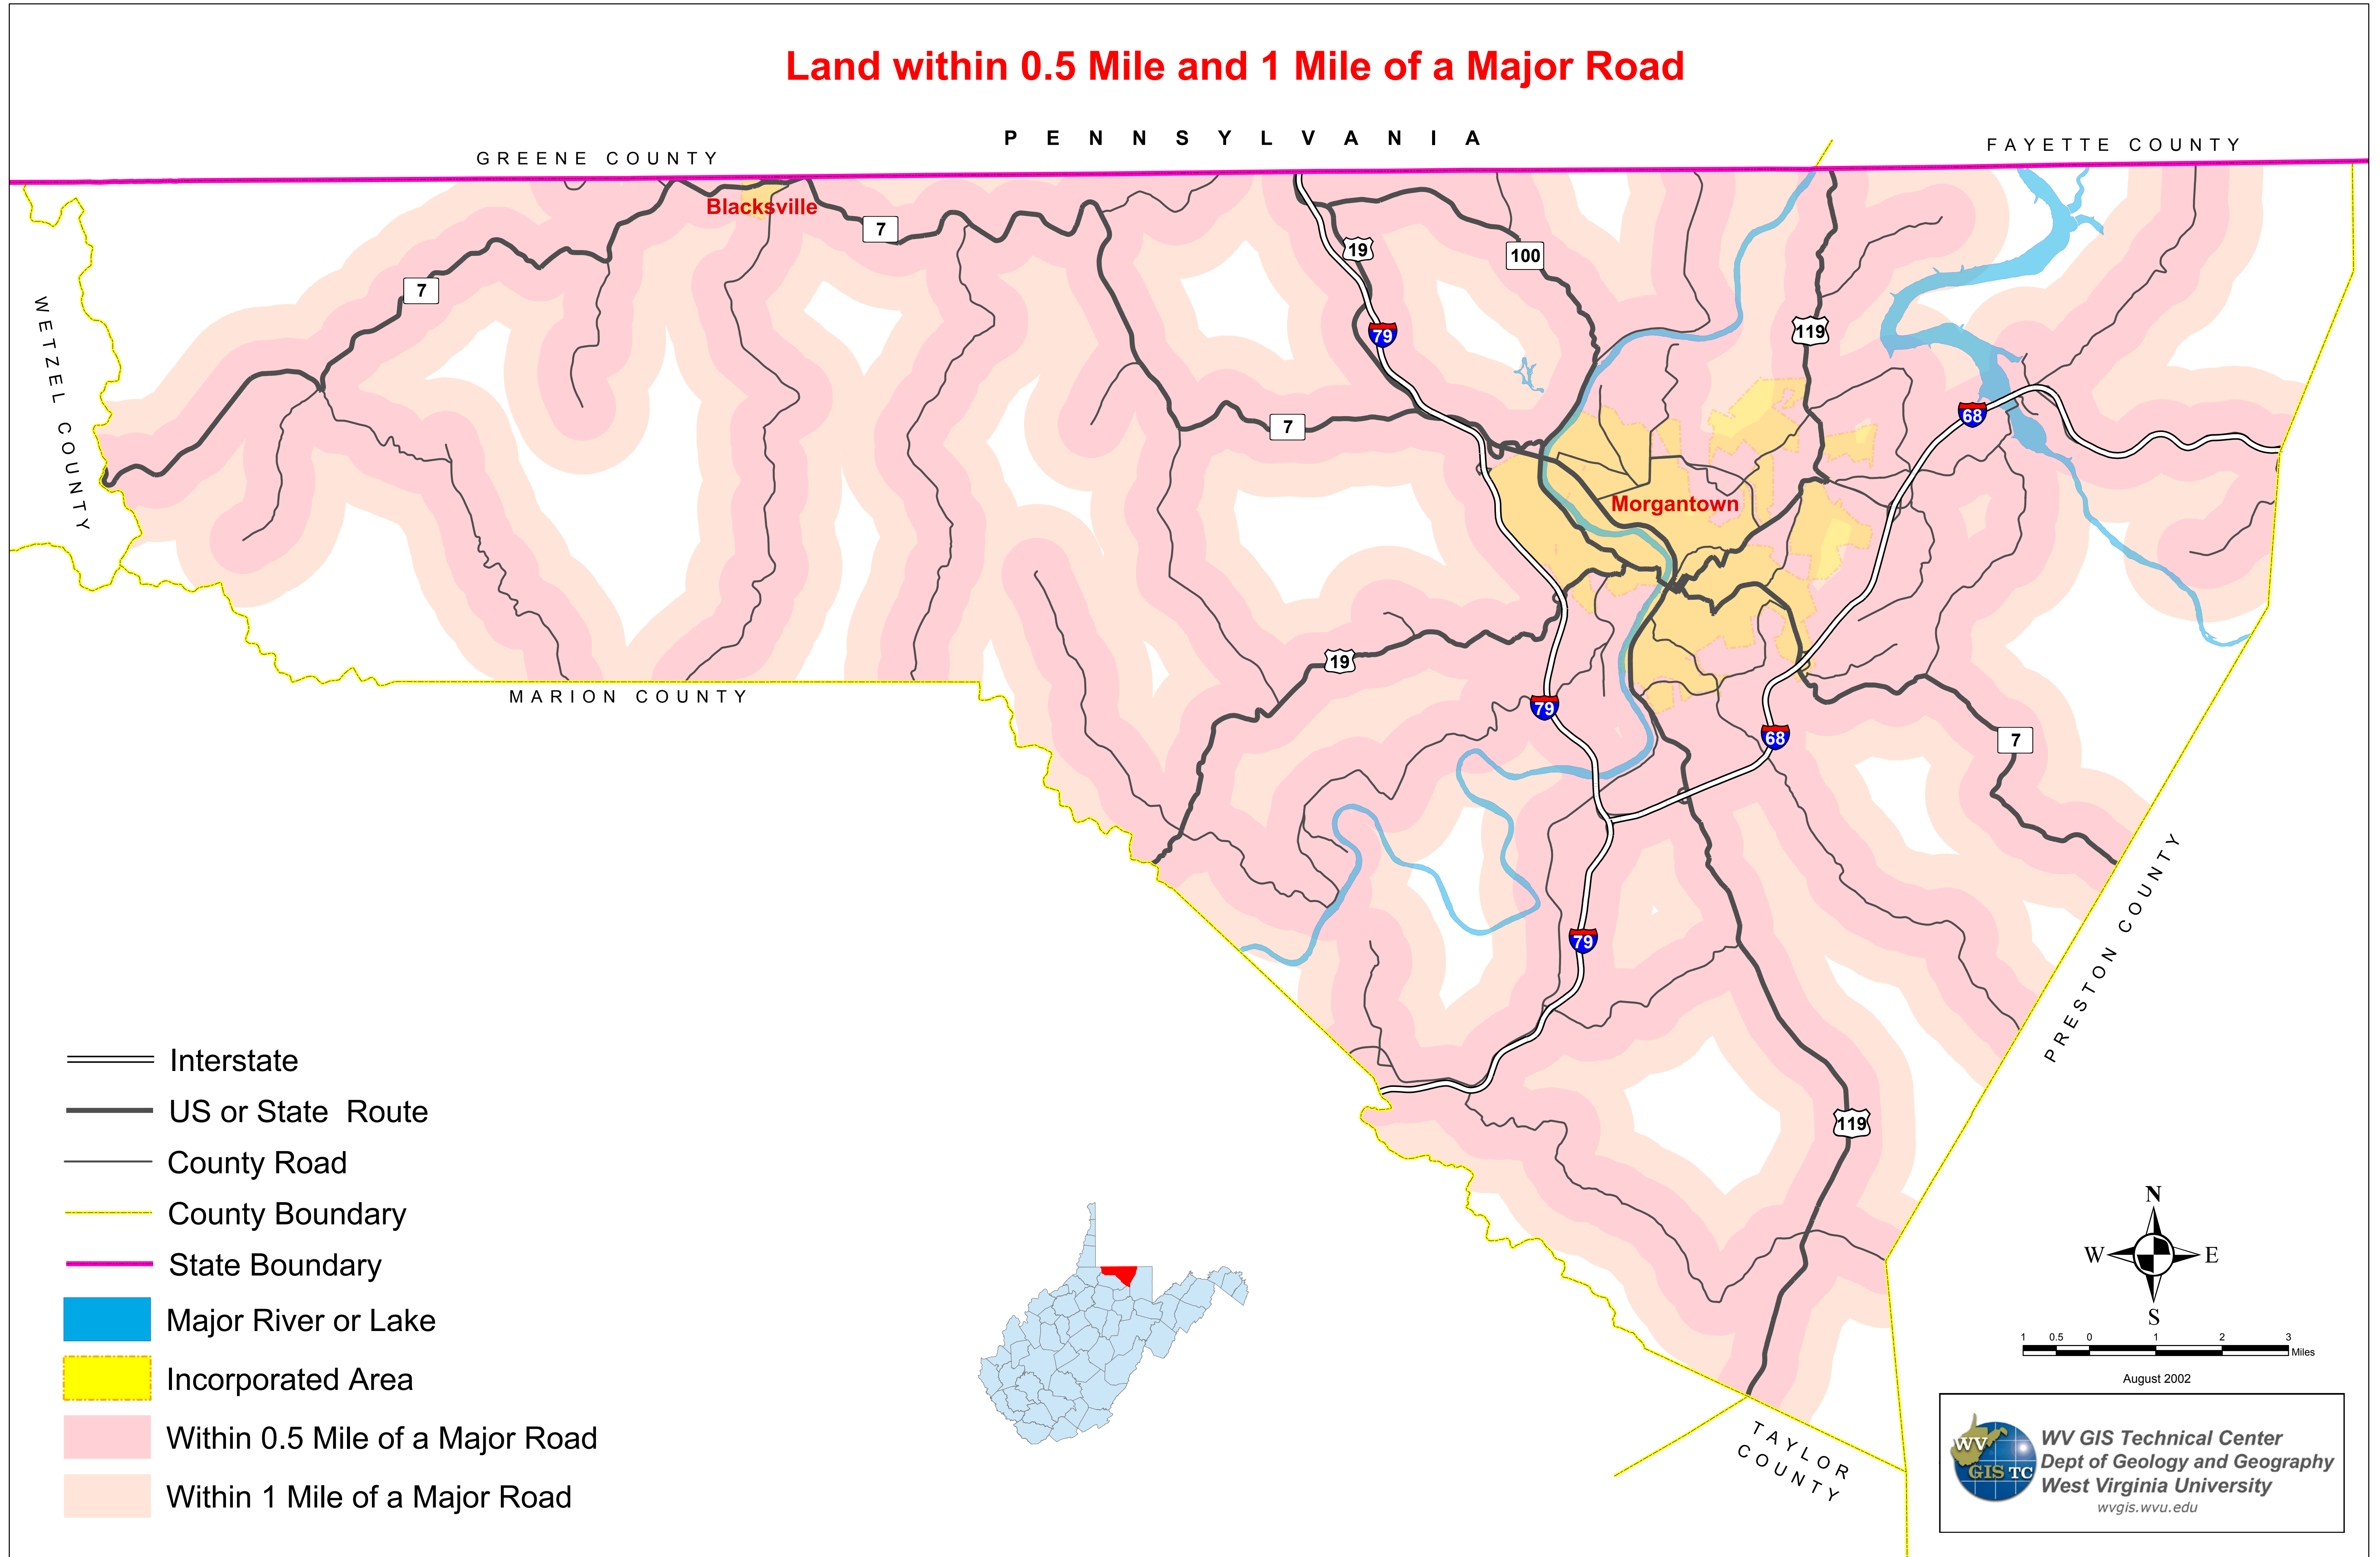 Land within 0.5 Mile and 1 Mile of a Major Road
PENNSYLVANIA
GREENE COUNTY
FAYETTE COUNTY
Blacksville
7
7
19
100
79
119
WETZEL COUNTY
7
68
Morgantown
19
MARION COUNTY
79
68
7
79
PRESTON COUNTY
119
Interstate
US or State Route
County Road
County Boundary
State Boundary
Major River or Lake
Incorporated Area
Within 0.5 Mile of a Major Road
Within 1 Mile of a Major Road
N
W E
S
1 0.5 0 1 2 3
Miles
August 2002
TAYLOR
COUNTY
WV
GIS TC
WV GIS Technical Center
Dept of Geology and Geography
West Virginia University
wvgis.wvu.edu